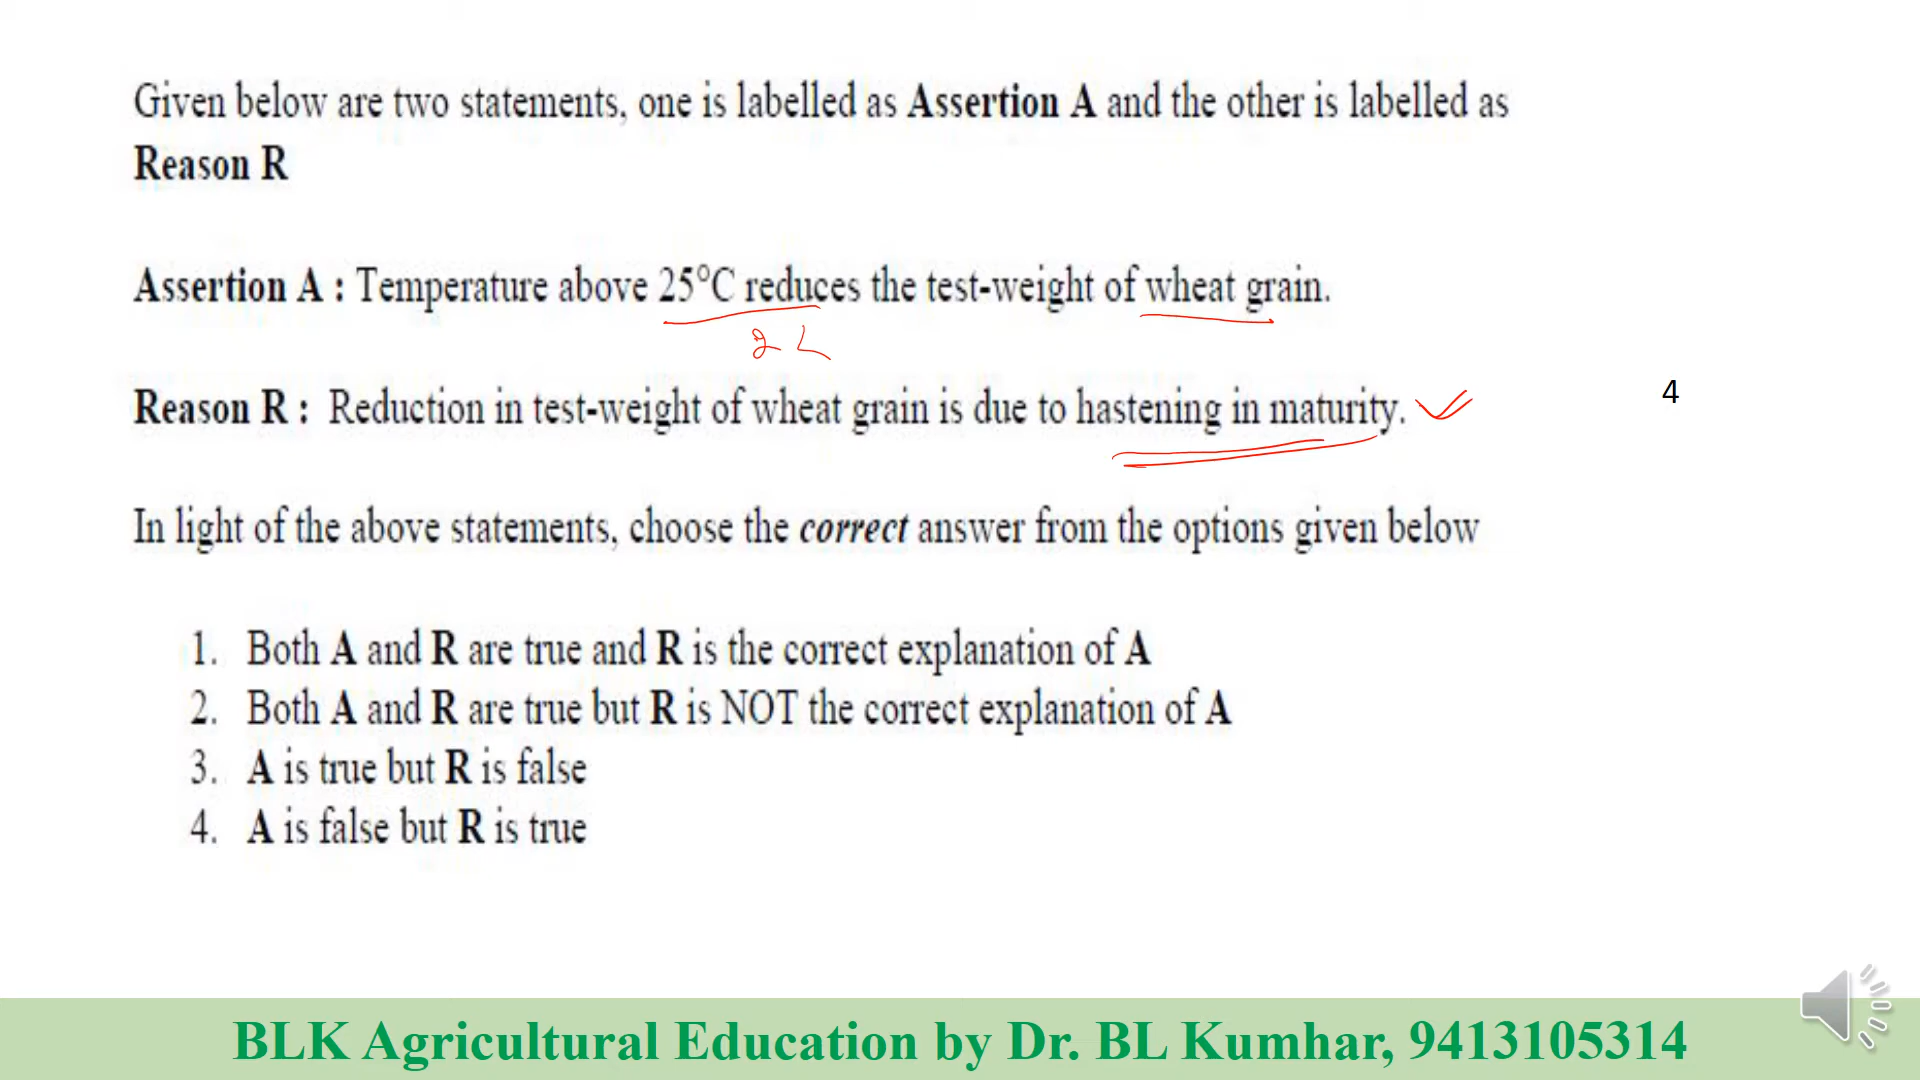 Given below are two statements, one is labelled as Assertion A and the other is labelled as
Reason R
Assertion A : Temperature above 25°C reduces the test-weight of wheat grain.
Reason R : Reduction in test-weight of wheat grain is due to hastening in maturity.
4
In light of the above statements, choose the correct answer from the options given below
1. Both A and R are true and R is the correct explanation of A
2. Both A and R are true but R is NOT the correct explanation of A
3. A is true but R is false
4. A is false but R is true
BLK Agricultural Education by Dr. BL Kumhar, 9413105314